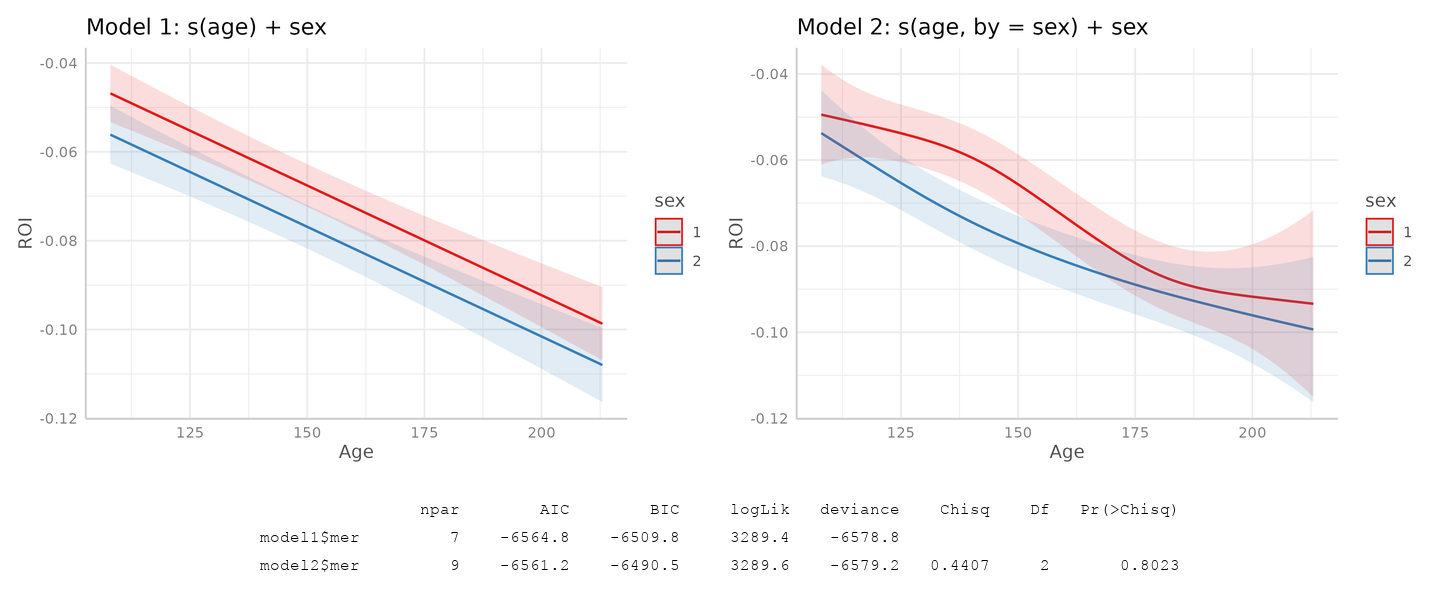 Model 1: s(age) + sex
-0.04
-0.06
-0.08
-0.10
-0.12
ROI
125 150 175 200
Age
sex
1
2
Model 2: s(age, by = sex) + sex
-0.04
-0.06
-0.08
-0.10
-0.12
ROI
125 150 175 200
Age
sex
1
2
npar AIC BIC logLik deviance Chisq Df Pr(>Chisq)
model1$mer 7 -6564.8 -6509.8 3289.4 -6578.8
model2$mer 9 -6561.2 -6490.5 3289.6 -6579.2 0.4407 2 0.8023